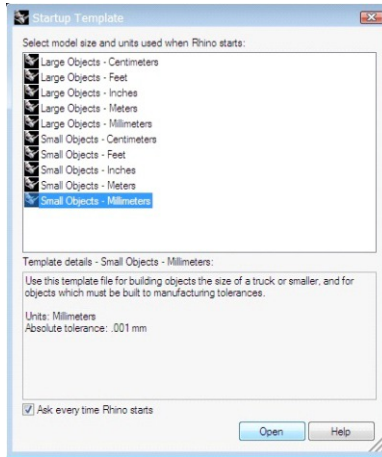 Startup Template
Select model size and units used when Rhino starts:
Large Objects - Centimeters
Large Objects - Feet
Large Objects - Inches
Large Objects - Meters
Large Objects - Millimeters
Small Objects - Centimeters
Small Objects - Feet
Small Objects - Inches
Small Objects - Meters
Small Objects - Millimeters
Template details - Small Objects - Millimeters:
Use this template file for building objects the size of a truck or smaller, and for
objects which must be built to manufacturing tolerances.
Units: Millimeters
Absolute tolerance: .001 mm
Ask every time Rhino starts
Open Help